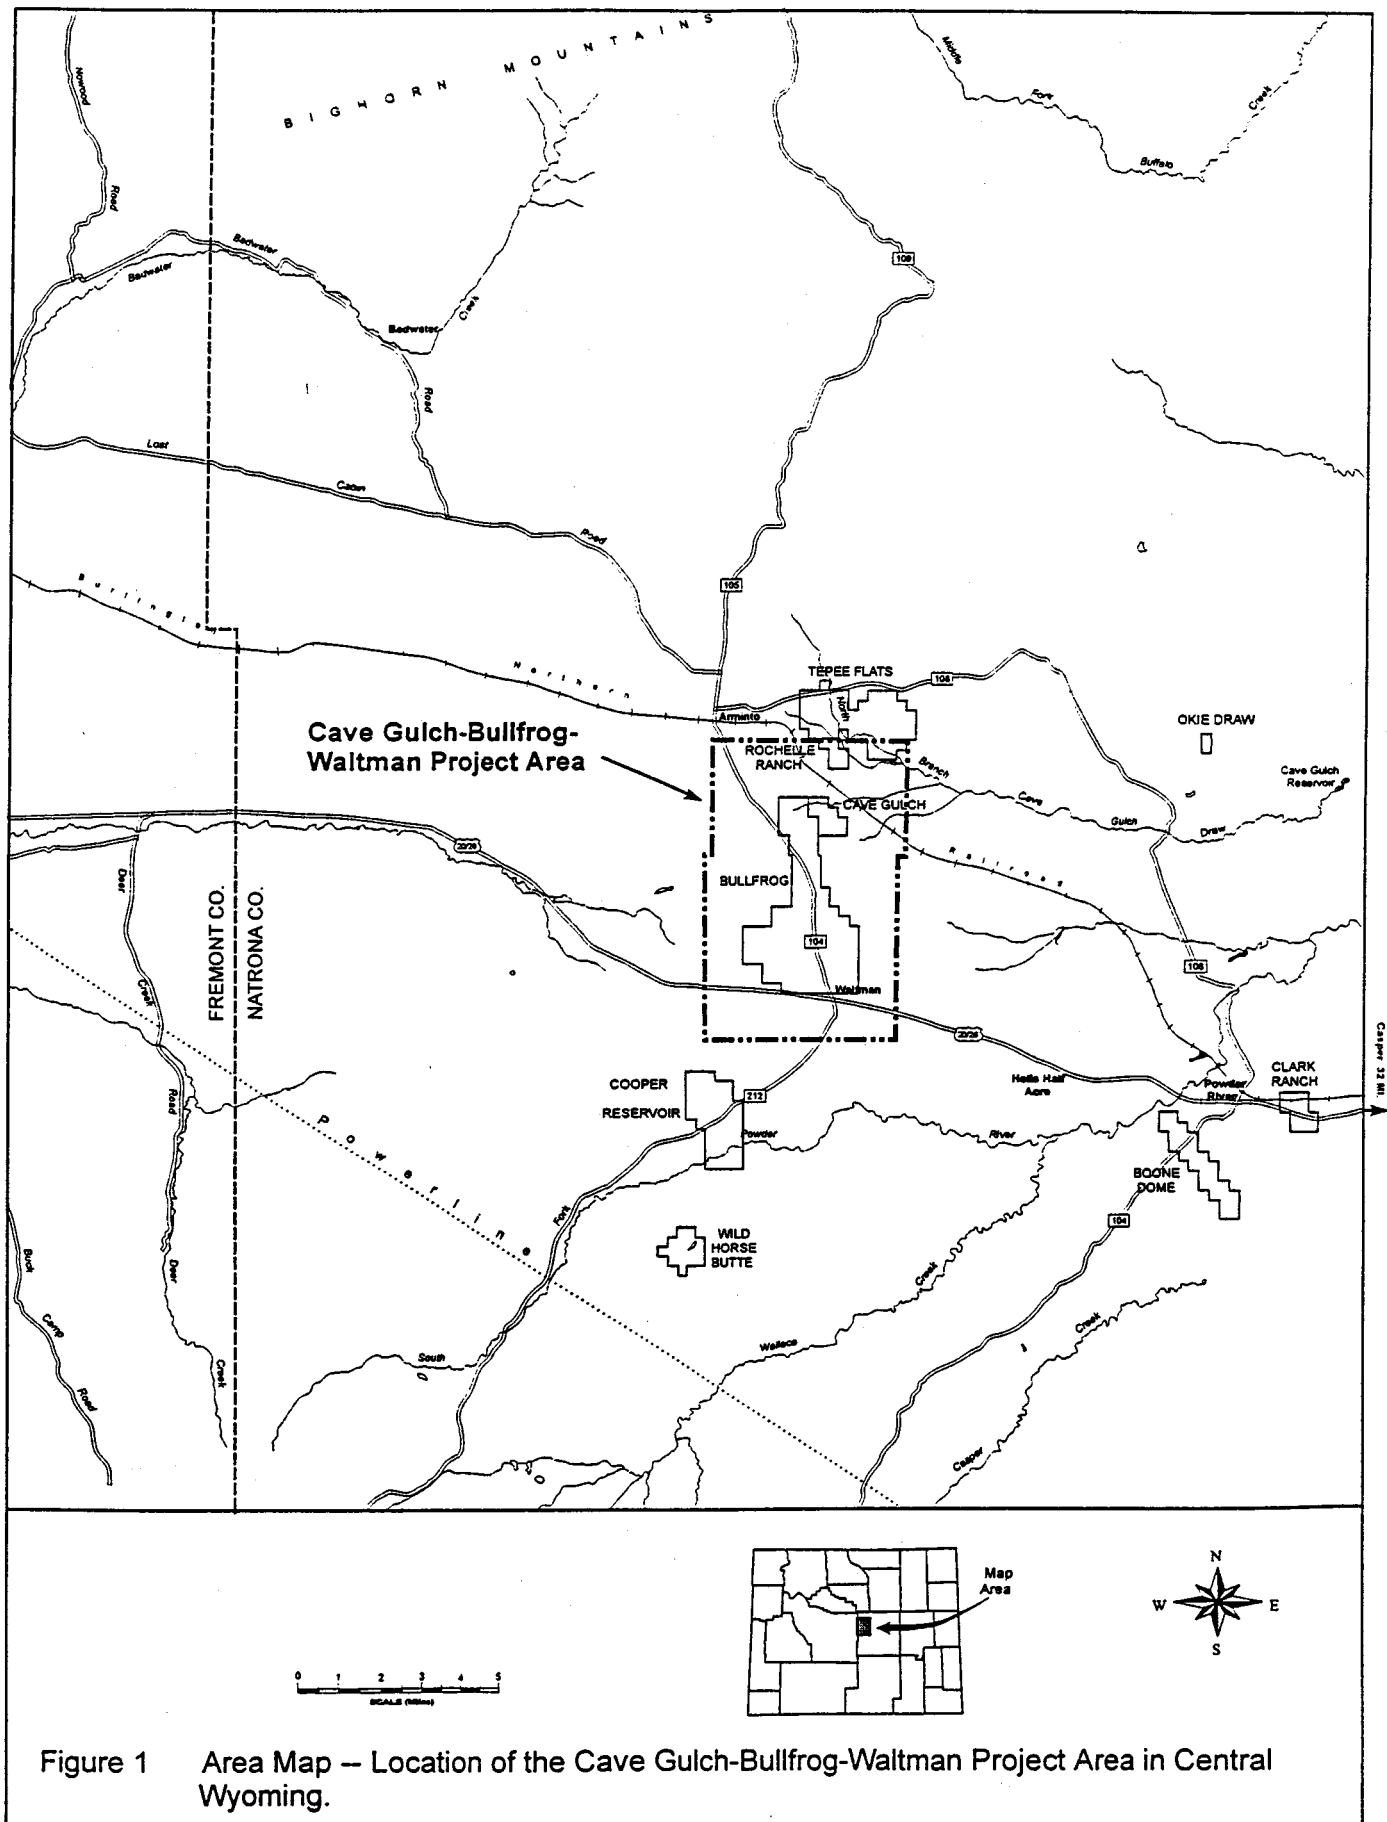 BIGHORN MOUNTAINS
Middle
Fork
Buffalo
Creek
Nowood
Road
Badwater
Badwater
Badwater
Creek
Road
109
Lost
Cabin
Road
105
Burlington
Northern
TEPEE FLATS
108
North
Arminto
OKIE DRAW
Cave Gulch-Bullfrog-
Waltman Project Area
ROCHELLE
RANCH
Branch
Cave Gulch
Reservoir
CAVE GULCH
Cave
Gulch
Draw
20/26
Railroad
Deer
BULLFROG
FREMONT CO.
NATRONA CO.
104
108
Creek
Waltman
20/26
Casper 32 Mi.
Hells Half
Acre
Powder
River
CLARK
RANCH
COOPER
RESERVOIR
212
Road
Powerline
Powder
River
BOONE
DOME
Fork
104
WILD
HORSE
BUTTE
Buck
Deer
Creek
Camp
Creek
Wallace
South
Creek
Road
Casper
Map
Area
N
W
E
S
0 1 2 3 4 5
SCALE (Miles)
Figure 1 Area Map -- Location of the Cave Gulch-Bullfrog-Waltman Project Area in Central
Wyoming.